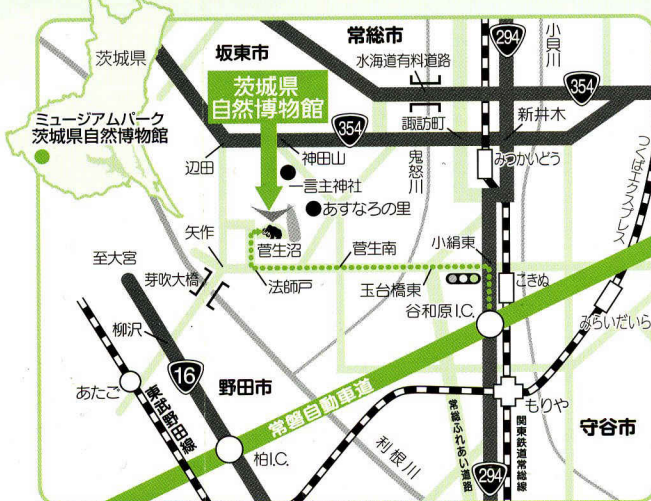 茨城県
ミュージアムパーク
茨城県自然博物館
坂東市
常総市
水海道有料道路
294
小貝川
354
茨城県
自然博物館
354
諏訪町
新井木
辺田
神田山
一言主神社
鬼怒川
みつかいどう
つくばエクスプレス
あすなろの里
矢作
菅生沼
菅生南
小絹東
至大宮
芽吹大橋
法師戸
玉台橋東
谷和原I.C.
こきぬ
みらいだいら
柳沢
16
野田市
あたご
東武野田線
常磐自動車道
柏I.C.
利根川
常総ふれあい道路
294
関東鉄道常総線
もりや
守谷市